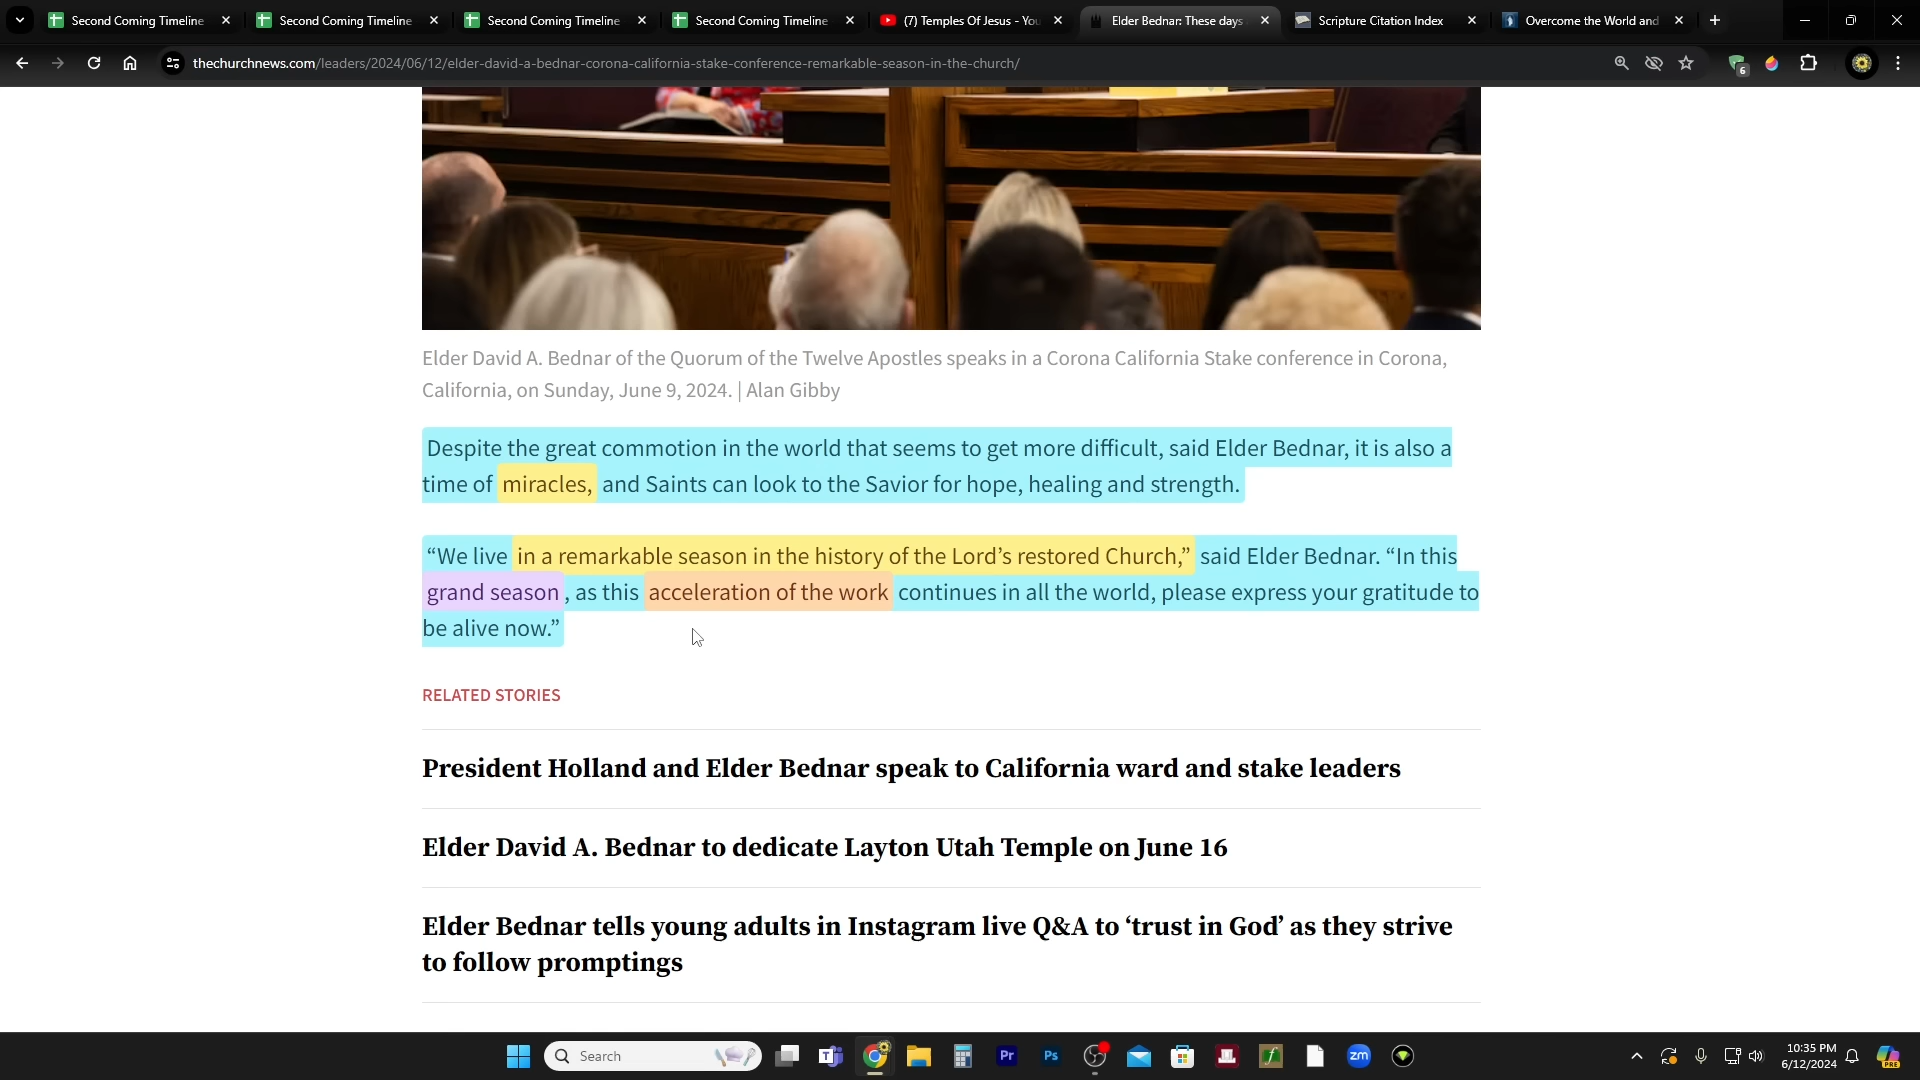 Second Coming Timeline
Second Coming Timeline
Second Coming Timeline
Second Coming Timeline
(7) Temples Of Jesus - You
Elder Bednar: These days
Scripture Citation Index
Overcome the World and
thechurchnews.com/leaders/2024/06/12/elder-david-a-bednar-corona-california-stake-conference-remarkable-season-in-the-church/
6
Elder David A. Bednar of the Quorum of the Twelve Apostles speaks in a Corona California Stake conference in Corona,
California, on Sunday, June 9, 2024. | Alan Gibby
Despite the great commotion in the world that seems to get more difficult, said Elder Bednar, it is also a
time of miracles, and Saints can look to the Savior for hope, healing and strength.
“We live in a remarkable season in the history of the Lord’s restored Church,” said Elder Bednar. “In this
grand season, as this acceleration of the work continues in all the world, please express your gratitude to
be alive now.”
RELATED STORIES
President Holland and Elder Bednar speak to California ward and stake leaders
Elder David A. Bednar to dedicate Layton Utah Temple on June 16
Elder Bednar tells young adults in Instagram live Q&A to ‘trust in God’ as they strive
to follow promptings
Search
Pr
Ps
zm
10:35 PM
6/12/2024
PRE